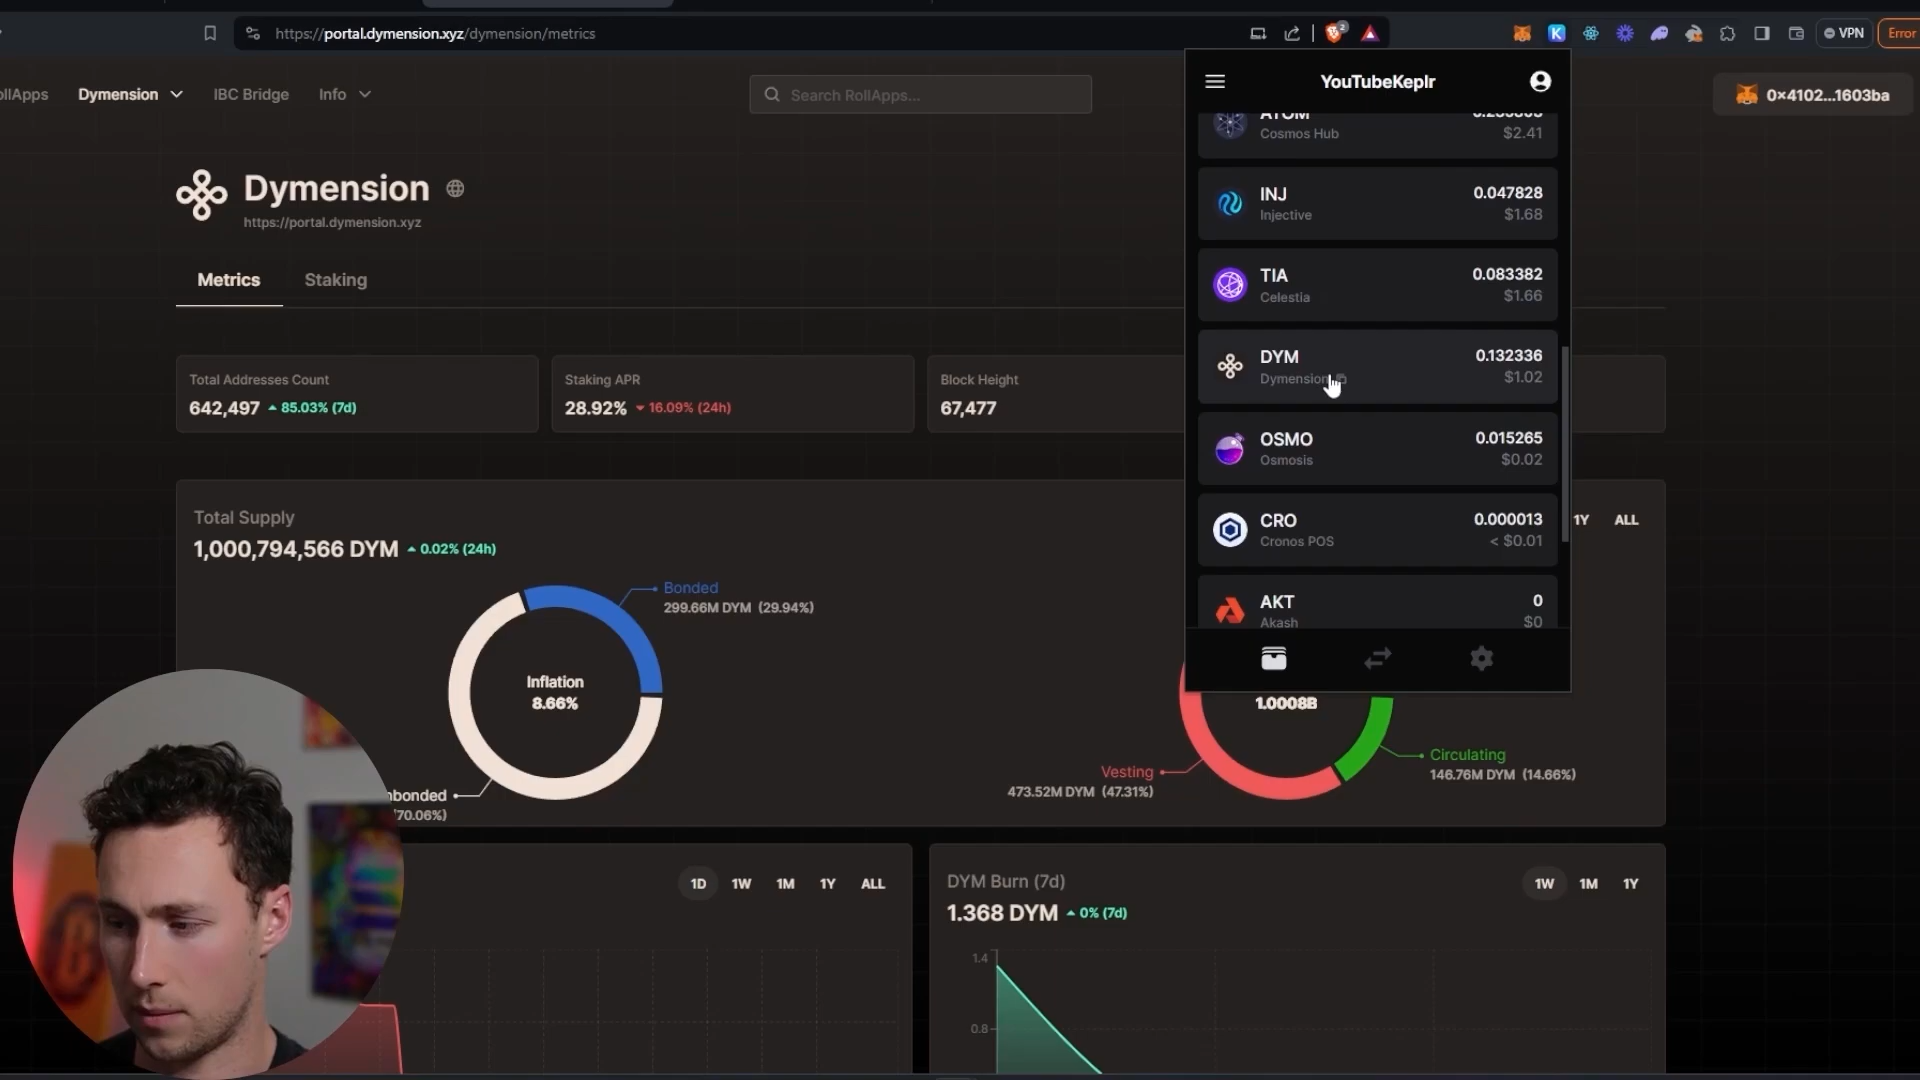 https://portal.dymension.xyz/dymension/metrics
2
K
VPN
Error
ollApps
Dymension
IBC Bridge
Info
Search RollApps...
0×4102...1603ba
Dymension
https://portal.dymension.xyz
Metrics
Staking
Total Addresses Count
642,497 85.03% (7d)
Staking APR
28.92% 16.09% (24h)
Block Height
67,477
Total Supply
1,000,794,566 DYM 0.02% (24h)
1Y ALL
Bonded
299.66M DYM (29.94%)
Inflation
8.66%
nbonded
(70.06%)
1.0008B
Vesting
473.52M DYM (47.31%)
Circulating
146.76M DYM (14.66%)
1D 1W 1M 1Y ALL
DYM Burn (7d)
1.368 DYM 0% (7d)
1W 1M 1Y
1.4
0.8
YouTubeKeplr
ATOM
Cosmos Hub
$2.41
INJ 0.047828
Injective $1.68
TIA 0.083382
Celestia $1.66
DYM 0.132336
Dymension $1.02
OSMO 0.015265
Osmosis $0.02
CRO 0.000013
Cronos POS < $0.01
AKT 0
Akash $0